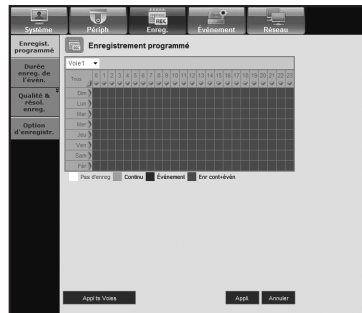 Système Périph Enreg. Événement Réseau
REC
Enregist.
programmé
Enregistrement programmé
Voie1
Durée
enreg. de
l'évén.
Tous 0 1 2 3 4 5 6 7 8 9 10 11 12 13 14 15 16 17 18 19 20 21 22 23
Dim
Lun
Mar
Mer
Jeu
Ven
Sam
Fér
Qualité &
résol.
enreg.
Option
d'enregistr.
Pas d'enreg Continu Événement Enr cont+évén
Appl ts Voies Appli. Annuler